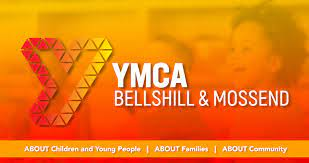 YMCA
BELLSHILL & MOSSEND
ABOUT Children and Young People | ABOUT Families | ABOUT Community